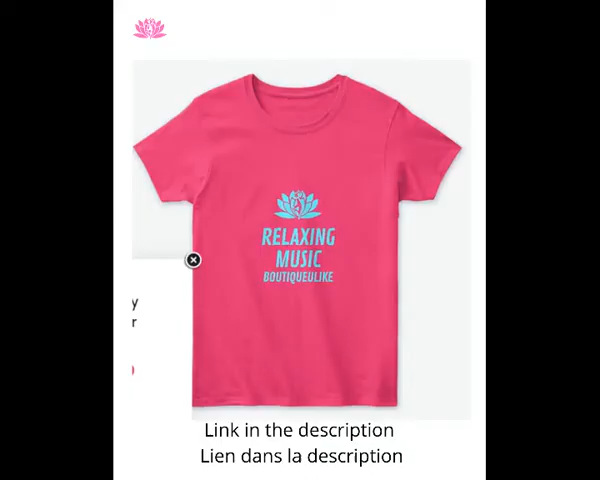 RELAXING
MUSIC
BOUTIQUEULIKE
y
r
Link in the description
Lien dans la description